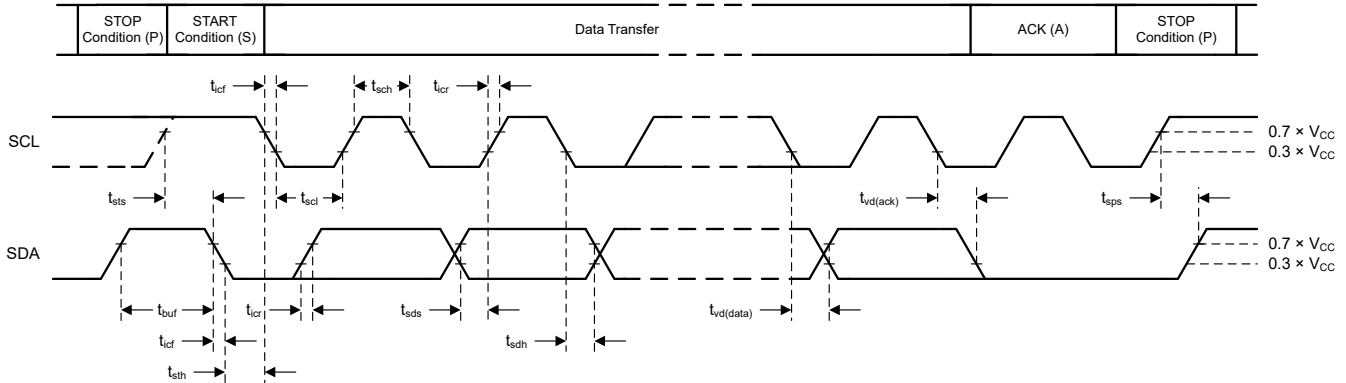 STOP
Condition (P)
START
Condition (S)
Data Transfer
ACK (A)
STOP
Condition (P)
t_icf
t_sch
t_icr
SCL
0.7 × V_CC
0.3 × V_CC
t_sts
t_scl
t_vd(ack)
t_sps
SDA
0.7 × V_CC
0.3 × V_CC
t_buf
t_icr
t_sds
t_vd(data)
t_icf
t_sdh
t_sth